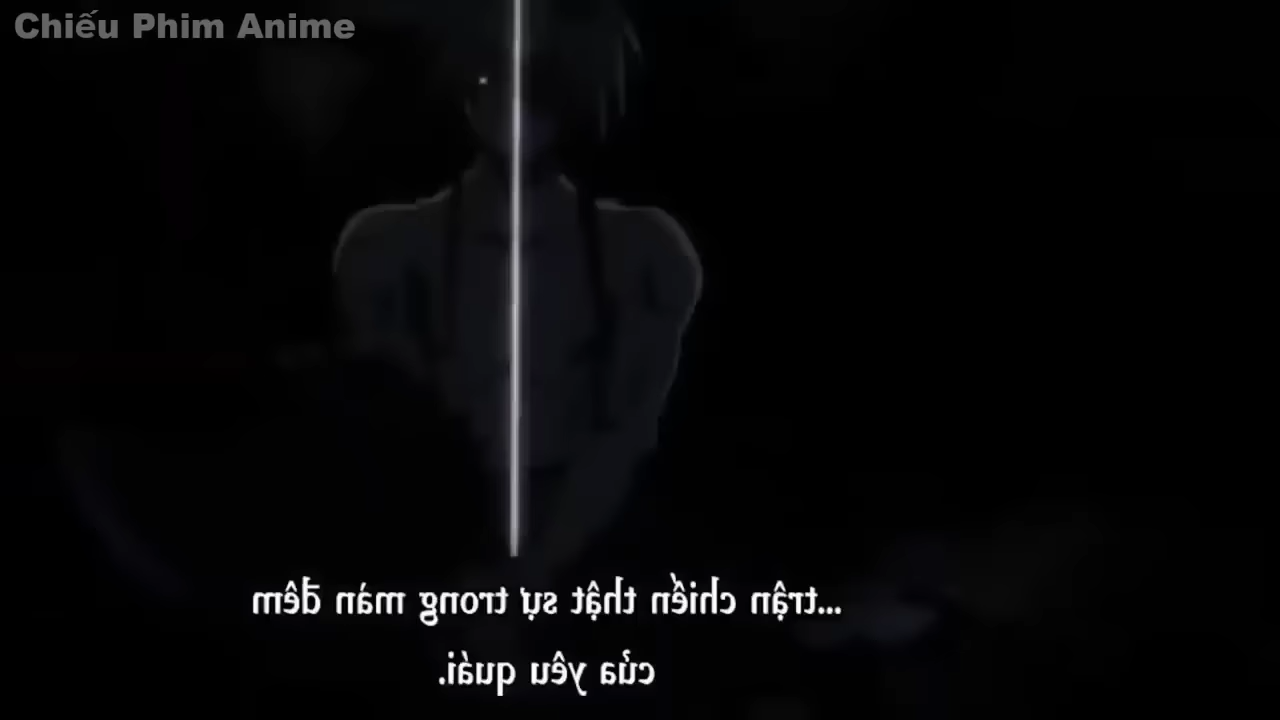 Chiếu Phim Anime
...trận chiến thật sự trong màn đêm
của yêu quái.